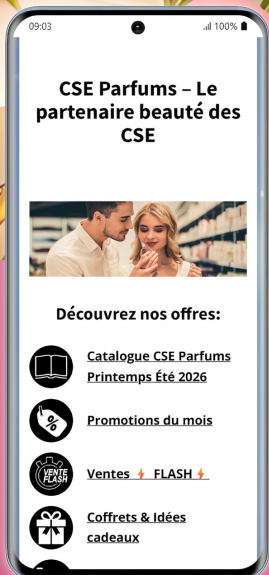 09:03
100%
CSE Parfums – Le
partenaire beauté des
CSE
Découvrez nos offres:
Catalogue CSE Parfums
Printemps Été 2026
%
Promotions du mois
VENTE
FLASH
Ventes ⚡ FLASH ⚡
Coffrets & Idées
cadeaux